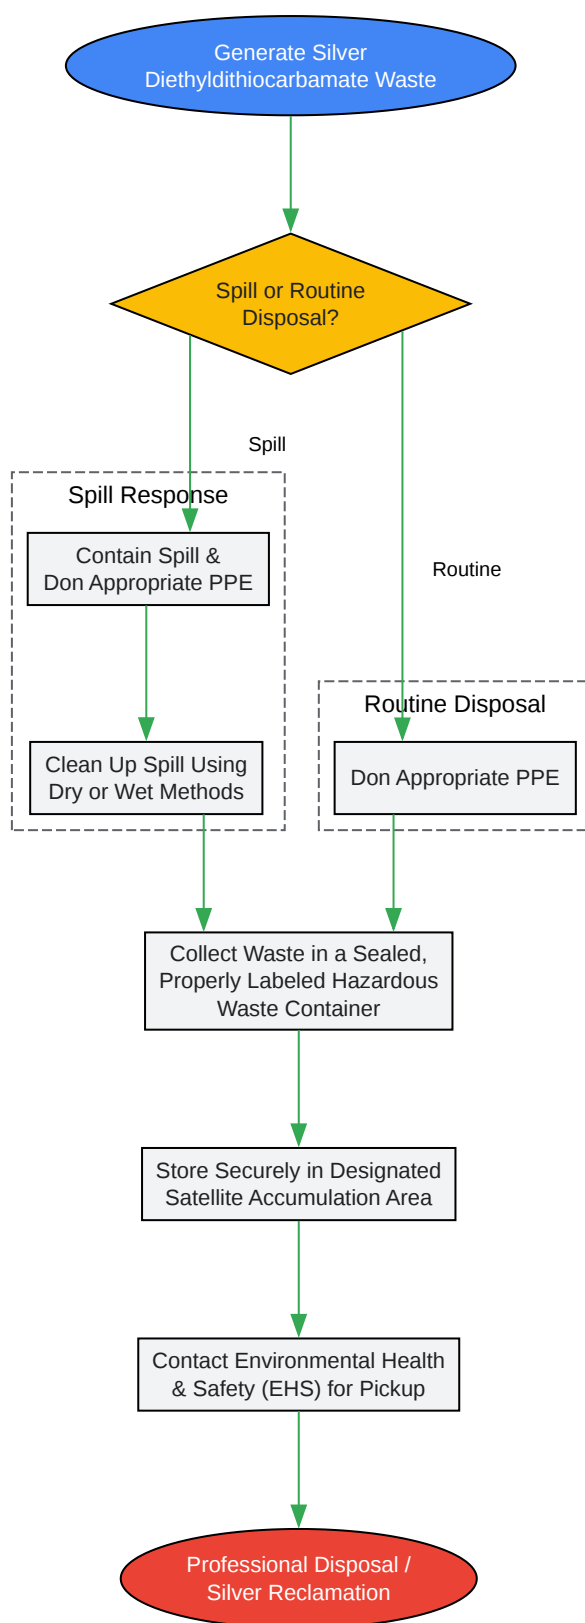 Generate Silver
Diethyldithiocarbamate Waste
Spill or Routine
Disposal?
Spill
Spill Response
Contain Spill &
Don Appropriate PPE
Routine
Routine Disposal
Clean Up Spill Using
Dry or Wet Methods
Don Appropriate PPE
Collect Waste in a Sealed,
Properly Labeled Hazardous
Waste Container
Store Securely in Designated
Satellite Accumulation Area
Contact Environmental Health
& Safety (EHS) for Pickup
Professional Disposal /
Silver Reclamation